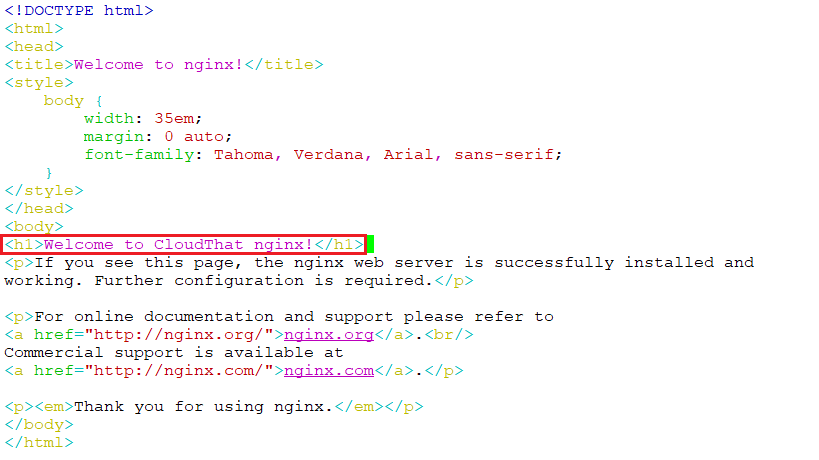 <!DOCTYPE html>
<html>
<head>
<title>Welcome to nginx!</title>
<style>
    body {
        width: 35em;
        margin: 0 auto;
        font-family: Tahoma, Verdana, Arial, sans-serif;
    }
</style>
</head>
<body>
<h1>Welcome to CloudThat nginx!</h1>
<p>If you see this page, the nginx web server is successfully installed and
working. Further configuration is required.</p>

<p>For online documentation and support please refer to
<a href="http://nginx.org/">nginx.org</a>.<br/>
Commercial support is available at
<a href="http://nginx.com/">nginx.com</a>.</p>

<p><em>Thank you for using nginx.</em></p>
</body>
</html>